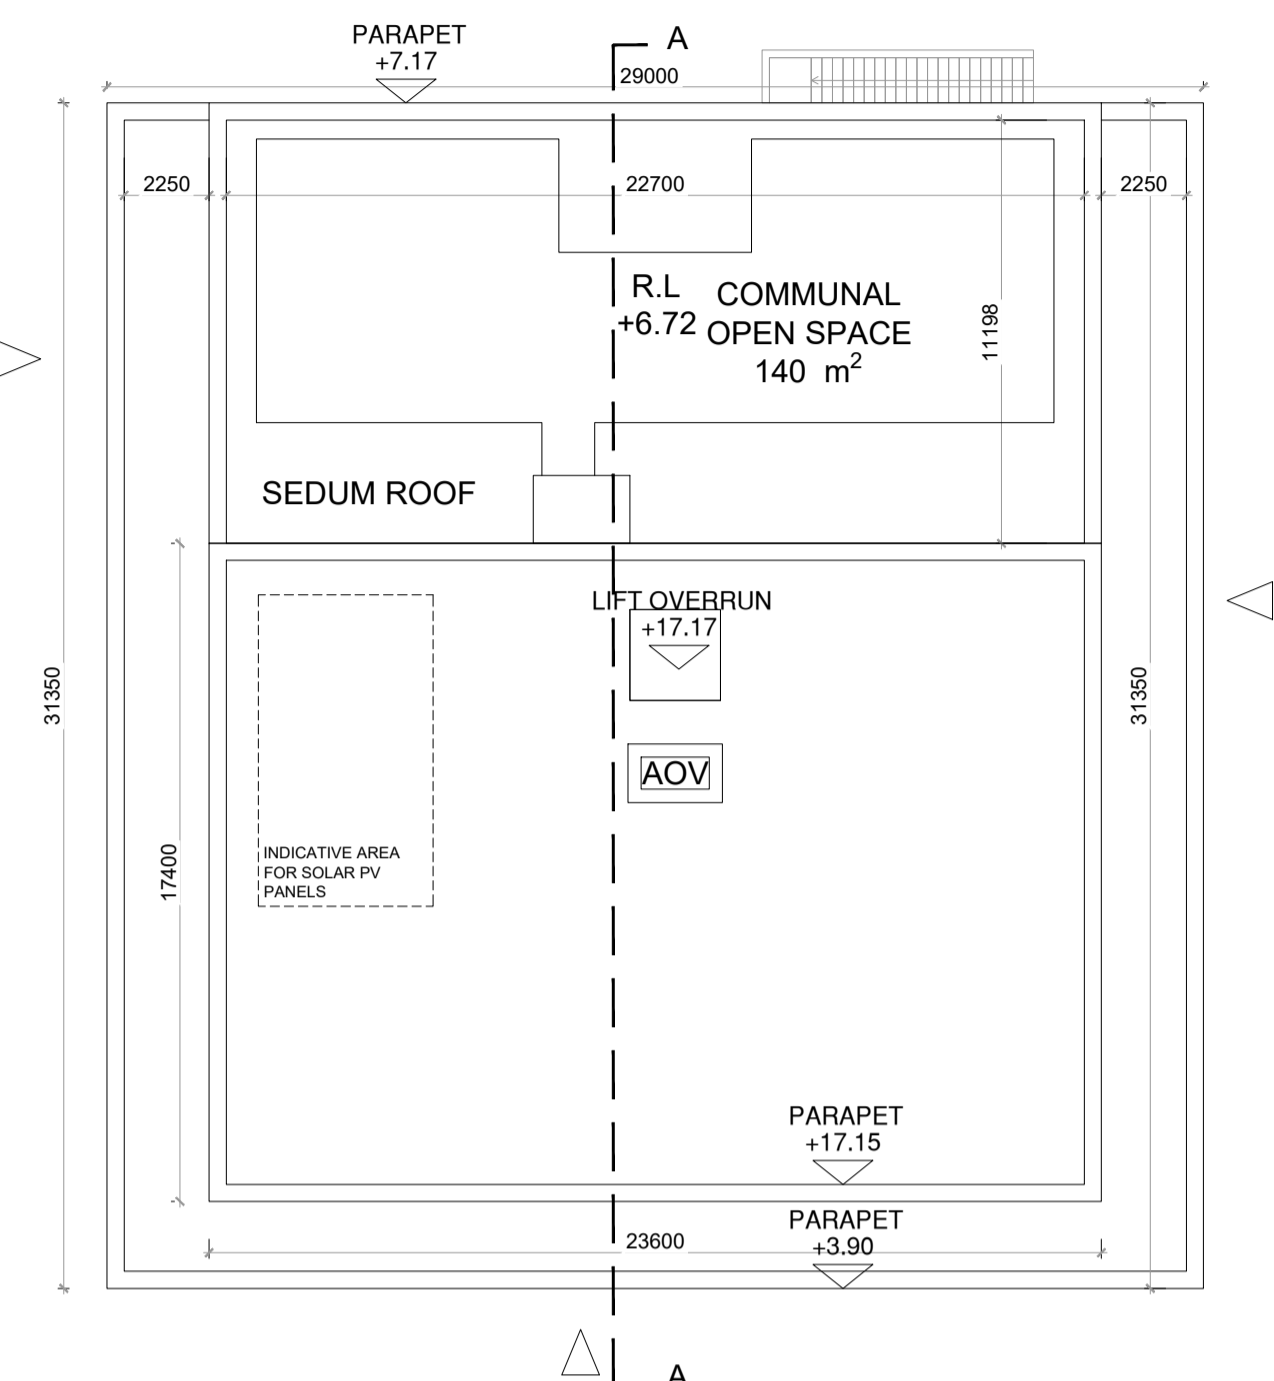 PARAPET
+7.17
A
29000
2250
22700
2250
R.L
+6.72
COMMUNAL
OPEN SPACE
140 m²
11198
SEDUM ROOF
LIFT OVERRUN
+17.17
31350
31350
AOV
INDICATIVE AREA
FOR SOLAR PV
PANELS
17400
PARAPET
+17.15
PARAPET
+3.90
23600
A